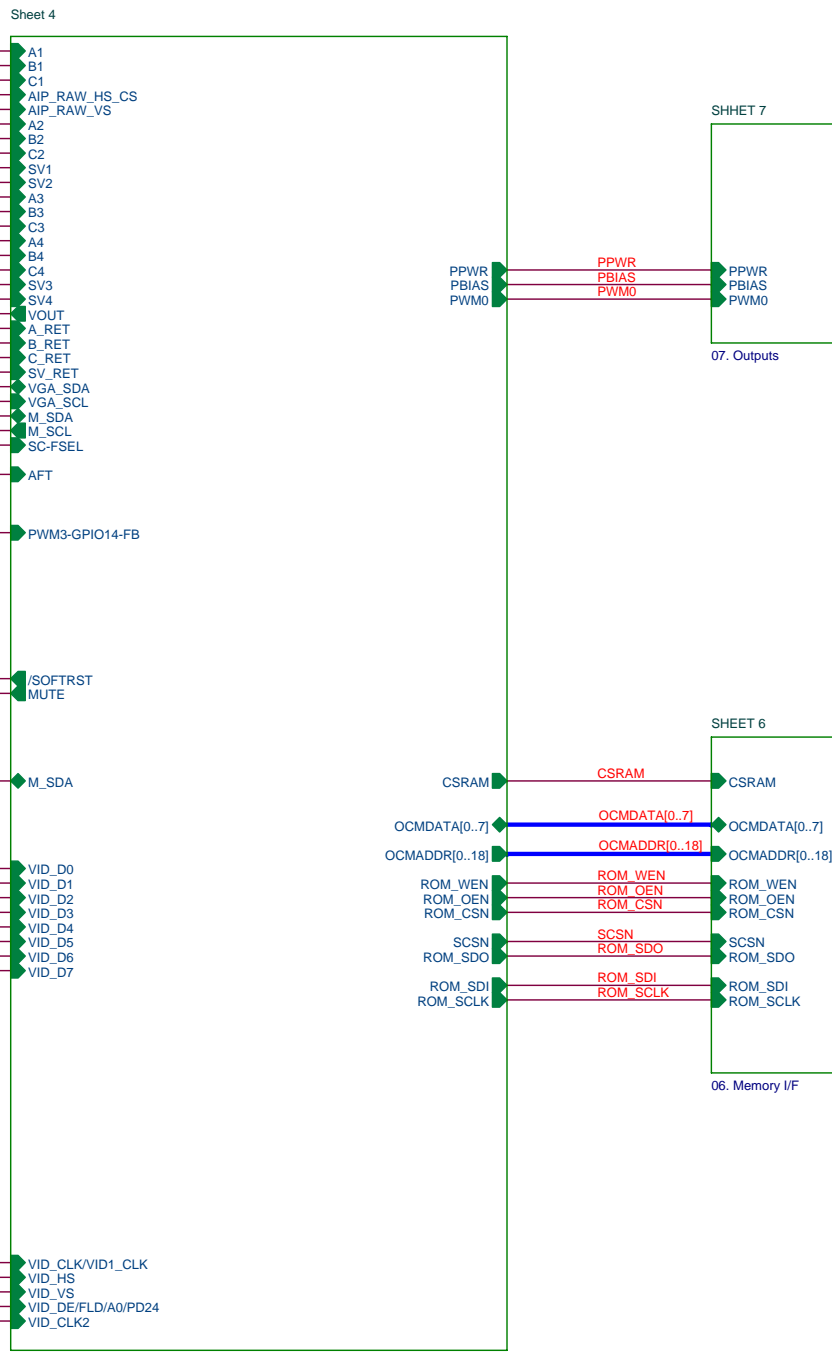 Sheet 4
A1
B1
C1
AIP_RAW_HS_CS
AIP_RAW_VS
A2
B2
C2
SV1
SV2
A3
B3
C3
A4
B4
C4
SV3
SV4
VOUT
A_RET
B_RET
C_RET
SV_RET
VGA_SDA
VGA_SCL
M_SDA
M_SCL
SC-FSEL
AFT
PWM3-GPIO14-FB
/SOFTRST
MUTE
M_SDA
VID_D0
VID_D1
VID_D2
VID_D3
VID_D4
VID_D5
VID_D6
VID_D7
VID_CLK/VID1_CLK
VID_HS
VID_VS
VID_DE/FLD/A0/PD24
VID_CLK2
PPWR
PBIAS
PWM0
CSRAM
OCMDATA[0..7]
OCMADDR[0..18]
ROM_WEN
ROM_OEN
ROM_CSN
SCSN
ROM_SDO
ROM_SDI
ROM_SCLK
PPWR
PBIAS
PWM0
CSRAM
OCMDATA[0..7]
OCMADDR[0..18]
ROM_WEN
ROM_OEN
ROM_CSN
SCSN
ROM_SDO
ROM_SDI
ROM_SCLK
SHHET 7
PPWR
PBIAS
PWM0
07. Outputs
SHEET 6
CSRAM
OCMDATA[0..7]
OCMADDR[0..18]
ROM_WEN
ROM_OEN
ROM_CSN
SCSN
ROM_SDO
ROM_SDI
ROM_SCLK
06. Memory I/F